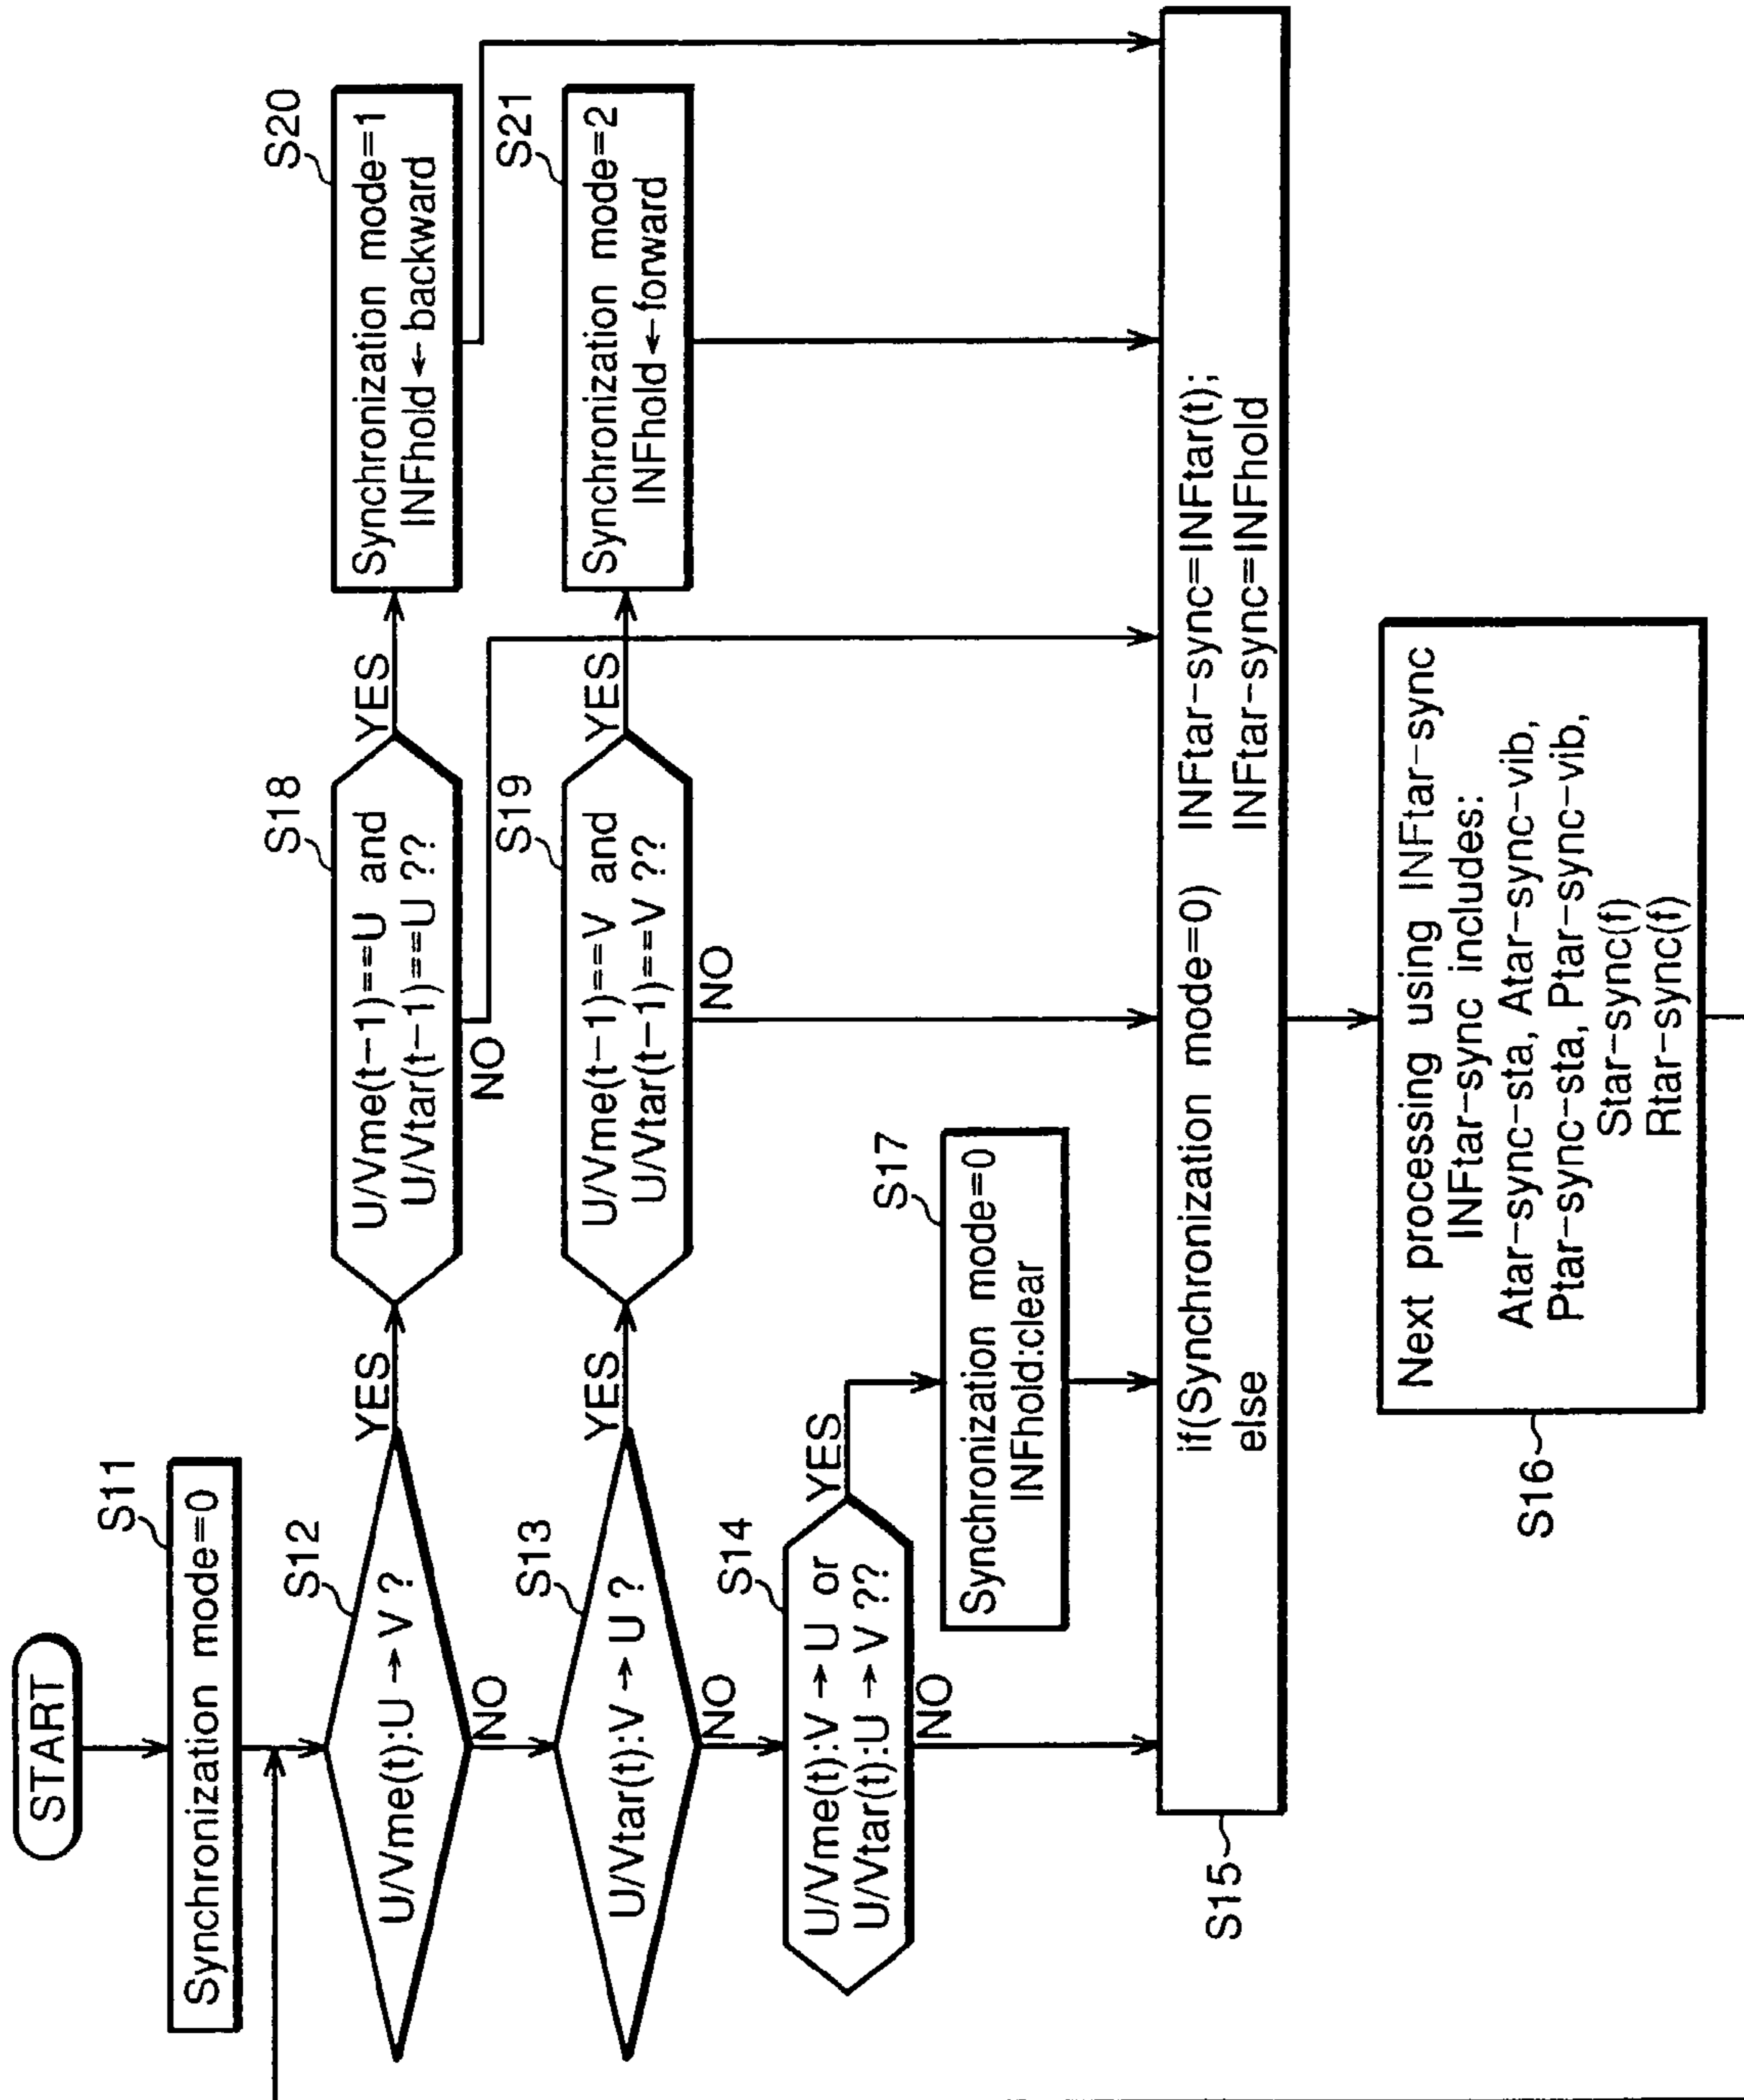 START
S11
Synchronization mode=0
S12
U/Vme(t):U → V ?
YES
NO
S18
U/Vme(t-1)==U and
U/Vtar(t-1)==U ??
YES
NO
S20
Synchronization mode=1
INFhold ← backward
S13
U/Vtar(t):V → U ?
YES
NO
S19
U/Vme(t-1)==V and
U/Vtar(t-1)==V ??
YES
NO
S21
Synchronization mode=2
INFhold ← forward
S14
U/Vme(t):V → U or
U/Vtar(t):U → V ??
YES
NO
S17
Synchronization mode=0
INFhold:clear
S15
if(Synchronization mode=0) INFtar-sync=INFtar(t);
else INFtar-sync=INFhold
S16
Next processing using INFtar-sync
INFtar-sync includes:
Atar-sync-sta, Atar-sync-vib,
Ptar-sync-sta, Ptar-sync-vib,
Star-sync(f)
Rtar-sync(f)